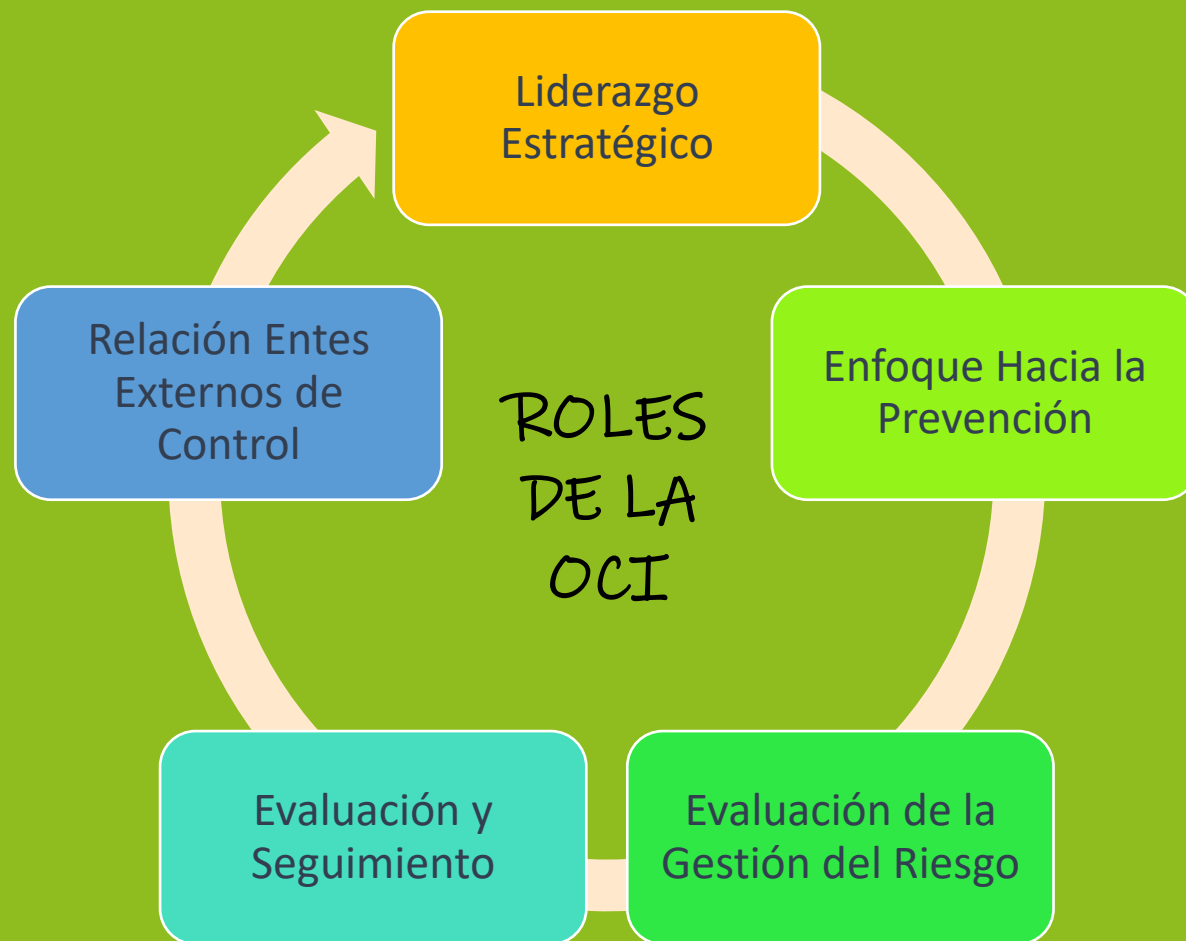 Liderazgo
Estratégico
Enfoque Hacia la
Prevención
Evaluación de la
Gestión del Riesgo
Evaluación y
Seguimiento
Relación Entes
Externos de
Control
ROLES
DE LA
OCI